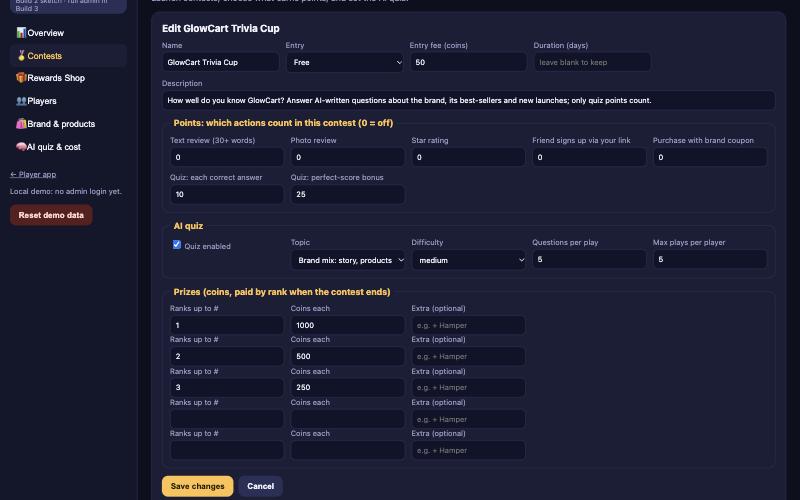 Build 2 sketch · full admin in
Build 3
Overview
Contests
Rewards Shop
Players
Brand & products
AI quiz & cost
← Player app
Local demo: no admin login yet.
Reset demo data
Edit GlowCart Trivia Cup
Name Entry Entry fee (coins) Duration (days)
GlowCart Trivia Cup Free 50 leave blank to keep
Description
How well do you know GlowCart? Answer AI-written questions about the brand, its best-sellers and new launches; only quiz points count.
Points: which actions count in this contest (0 = off)
Text review (30+ words) Photo review Star rating Friend signs up via your link Purchase with brand coupon
0 0 0 0 0
Quiz: each correct answer Quiz: perfect-score bonus
10 25
AI quiz
Quiz enabled Topic Difficulty Questions per play Max plays per player
Brand mix: story, products medium 5 5
Prizes (coins, paid by rank when the contest ends)
Ranks up to # Coins each Extra (optional)
1 1000 e.g. + Hamper
Ranks up to # Coins each Extra (optional)
2 500 e.g. + Hamper
Ranks up to # Coins each Extra (optional)
3 250 e.g. + Hamper
Ranks up to # Coins each Extra (optional)
e.g. + Hamper
Ranks up to # Coins each Extra (optional)
e.g. + Hamper
Save changes Cancel